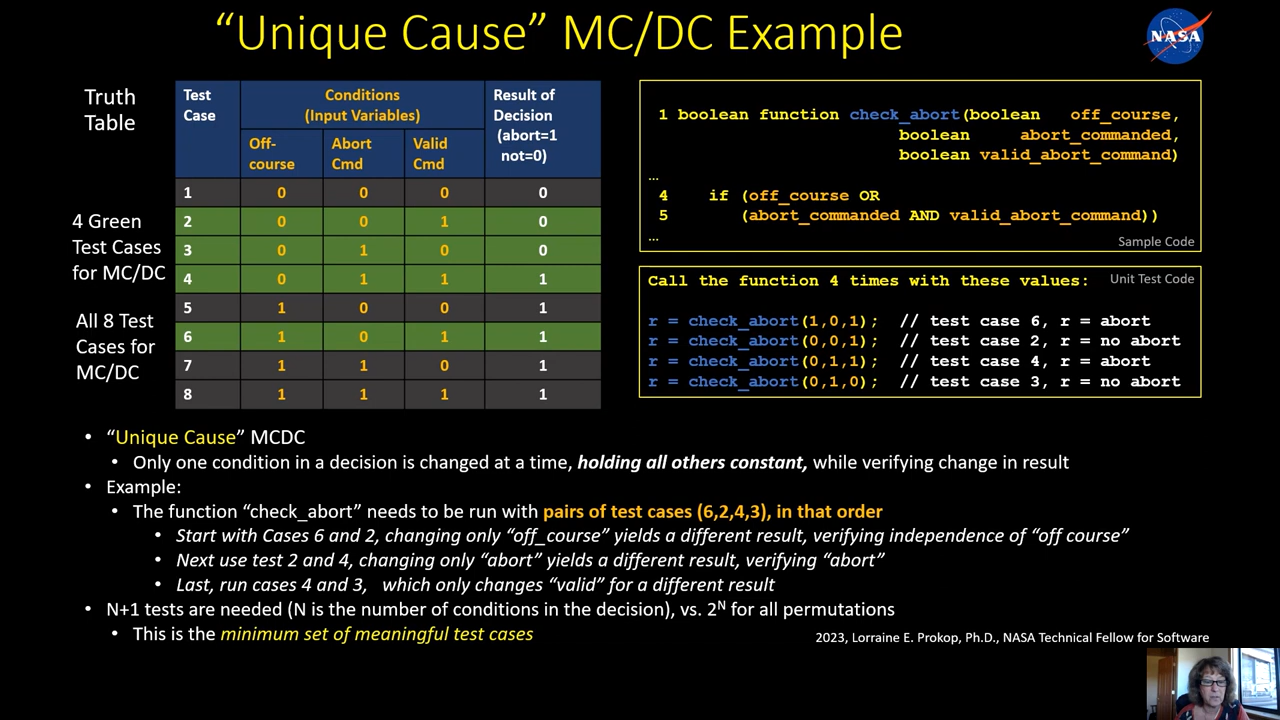 “Unique Cause” MC/DC Example
NASA
Truth
Table
Test
Case
Conditions
(Input Variables)
Result of
Decision
(abort=1
not=0)
Off-
course
Abort
Cmd
Valid
Cmd
1 0 0 0 0
2 0 0 1 0
3 0 1 0 0
4 0 1 1 1
5 1 0 0 1
6 1 0 1 1
7 1 1 0 1
8 1 1 1 1
4 Green
Test Cases
for MC/DC
All 8 Test
Cases for
MC/DC
1 boolean function check_abort(boolean off_course,
boolean abort_commanded,
boolean valid_abort_command)
…
4 if (off_course OR
5 (abort_commanded AND valid_abort_command))
…
Sample Code
Call the function 4 times with these values:
Unit Test Code
r = check_abort(1,0,1); // test case 6, r = abort
r = check_abort(0,0,1); // test case 2, r = no abort
r = check_abort(0,1,1); // test case 4, r = abort
r = check_abort(0,1,0); // test case 3, r = no abort
• “Unique Cause” MCDC
• Only one condition in a decision is changed at a time, holding all others constant, while verifying change in result
• Example:
• The function “check_abort” needs to be run with pairs of test cases (6,2,4,3), in that order
• Start with Cases 6 and 2, changing only “off_course” yields a different result, verifying independence of “off course”
• Next use test 2 and 4, changing only “abort” yields a different result, verifying “abort”
• Last, run cases 4 and 3, which only changes “valid” for a different result
• N+1 tests are needed (N is the number of conditions in the decision), vs. 2^N for all permutations
• This is the minimum set of meaningful test cases
2023, Lorraine E. Prokop, Ph.D., NASA Technical Fellow for Software